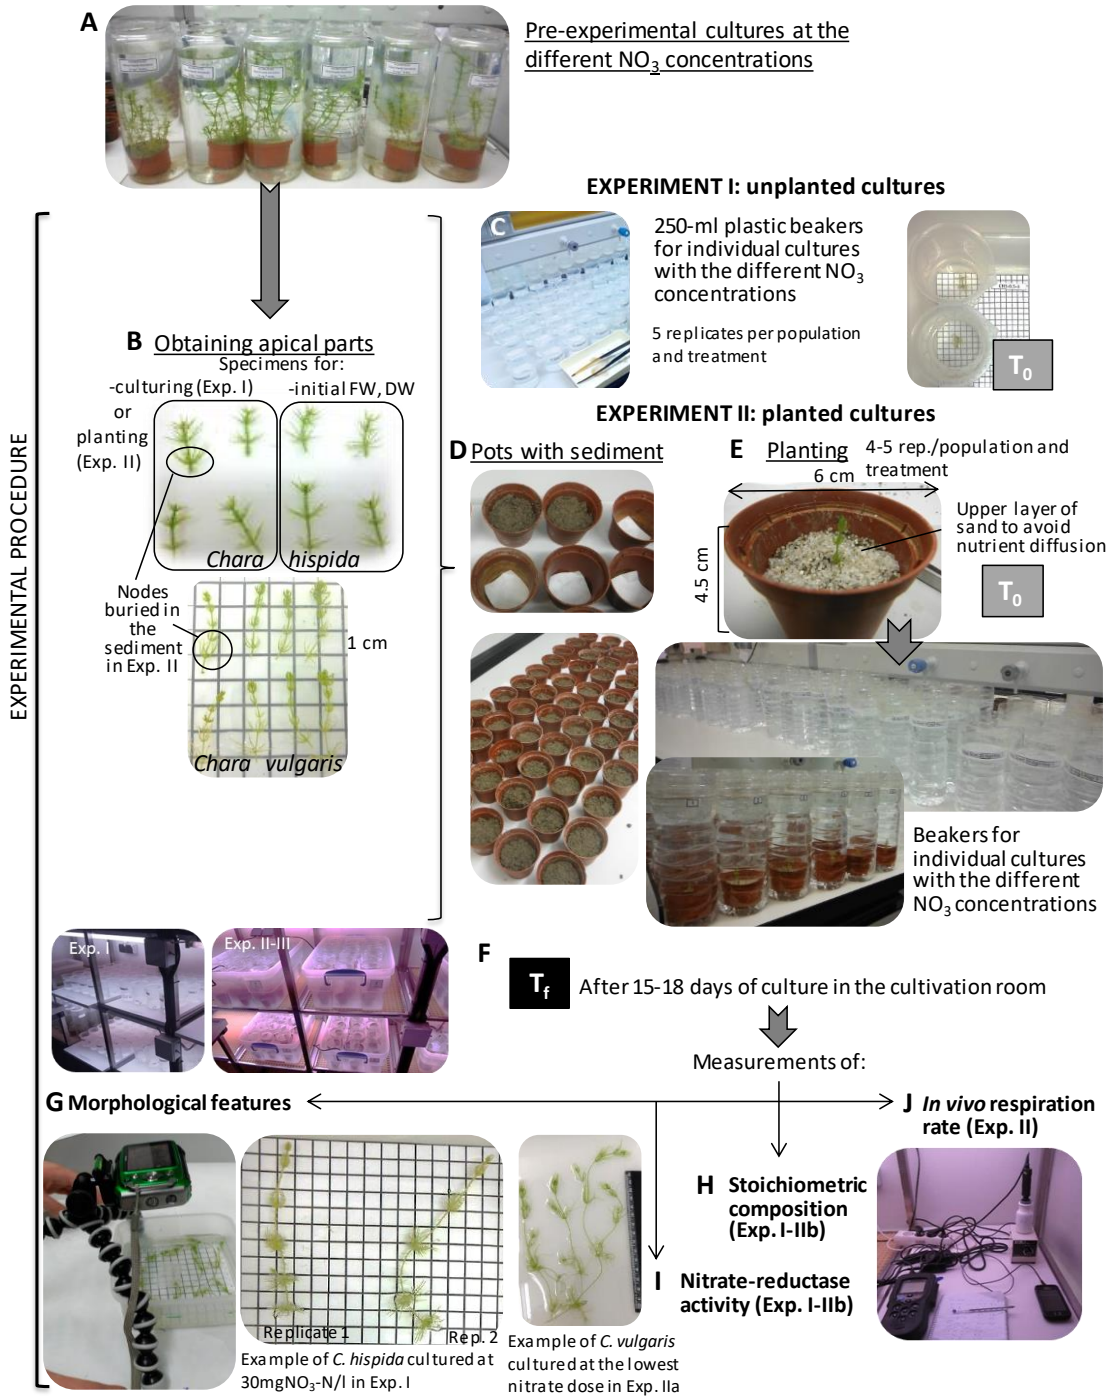 A
Pre-experimental cultures at the
different NO3 concentrations
EXPERIMENTAL PROCEDURE
B Obtaining apical parts
Specimens for:
-culturing (Exp. I)
or
planting
(Exp. II)
-initial FW, DW
Chara hispida
Nodes
buried in
the
sediment
in Exp. II
1 cm
Chara vulgaris
EXPERIMENT I: unplanted cultures
C
250-ml plastic beakers
for individual cultures
with the different NO3
concentrations
5 replicates per population
and treatment
T0
EXPERIMENT II: planted cultures
D Pots with sediment
E Planting
4-5 rep./population and
treatment
6 cm
4.5 cm
Upper layer of
sand to avoid
nutrient diffusion
T0
Beakers for
individual cultures
with the different
NO3 concentrations
Exp. I
Exp. II-III
F
Tf
After 15-18 days of culture in the cultivation room
Measurements of:
G Morphological features
Replicate 1
Rep. 2
Example of C. hispida cultured at
30mgNO3-N/l in Exp. I
Example of C. vulgaris
cultured at the lowest
nitrate dose in Exp. IIa
H Stoichiometric
composition
(Exp. I-IIb)
I Nitrate-reductase
activity (Exp. I-IIb)
J In vivo respiration
rate (Exp. II)